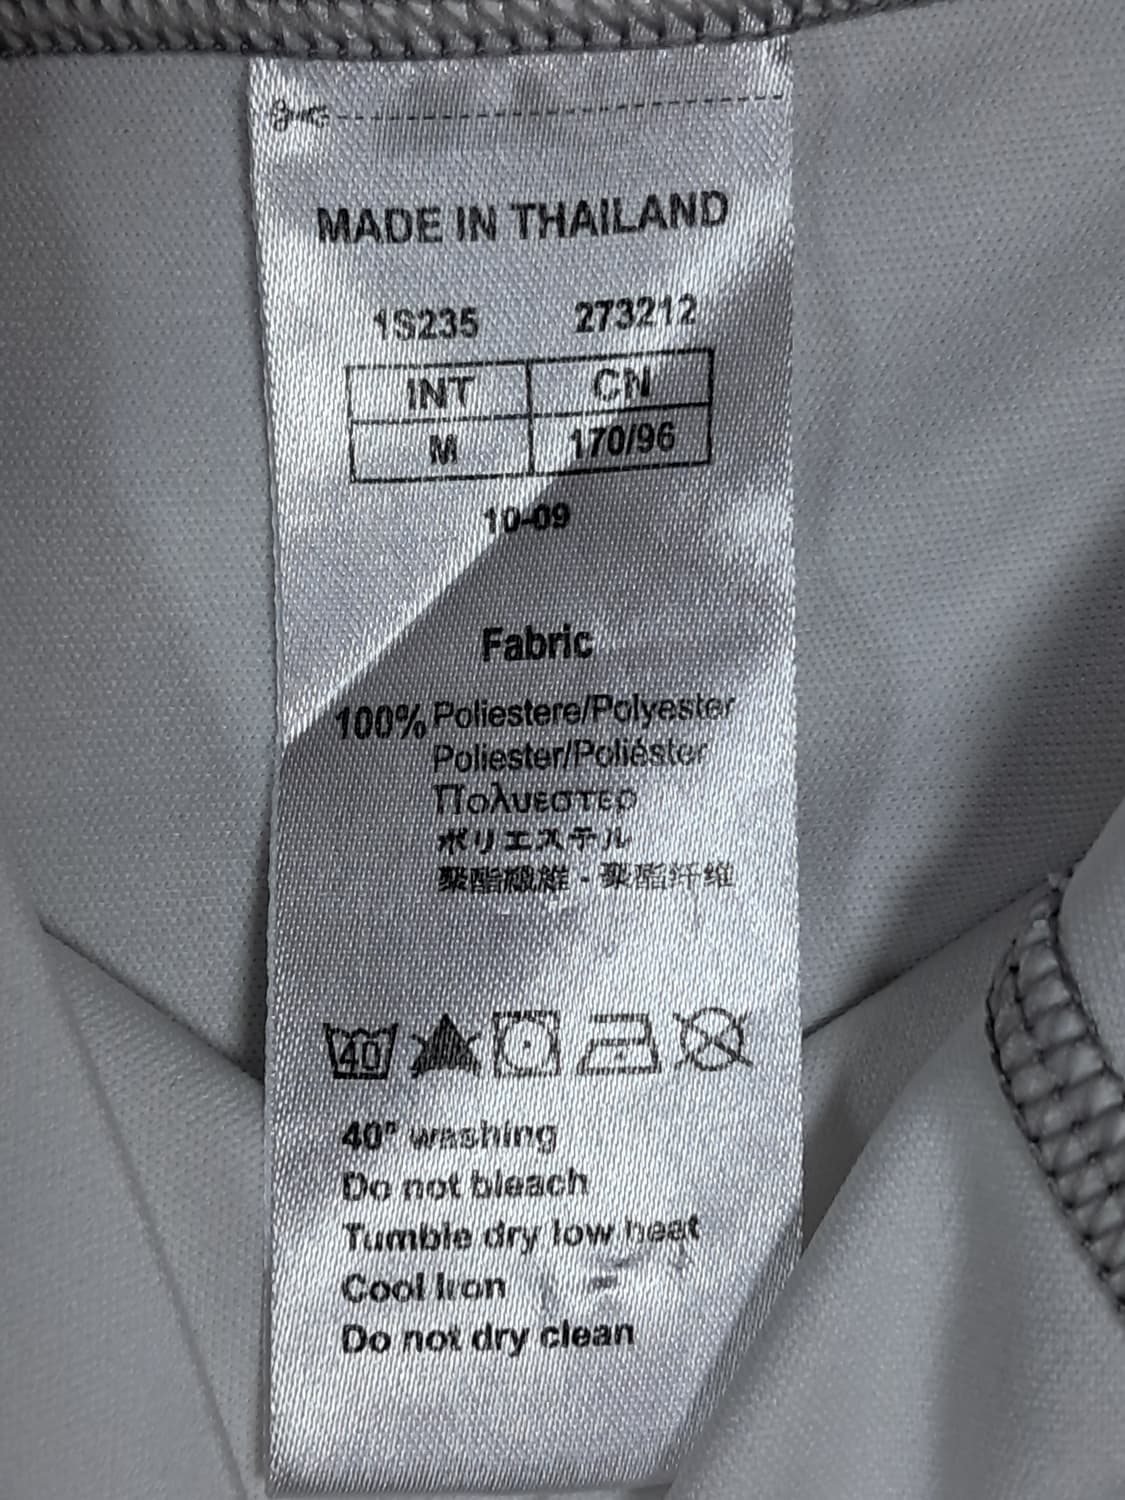 MADE IN THAILAND
1S235 273212
INT CN
M 170/96
10-09
Fabric
100% Poliestere/Polyester
Poliester/Poliéster
Πολυεστερ
ポリエステル
聚酯纖維 · 聚酯纤维
40
40° washing
Do not bleach
Tumble dry low heat
Cool Iron
Do not dry clean